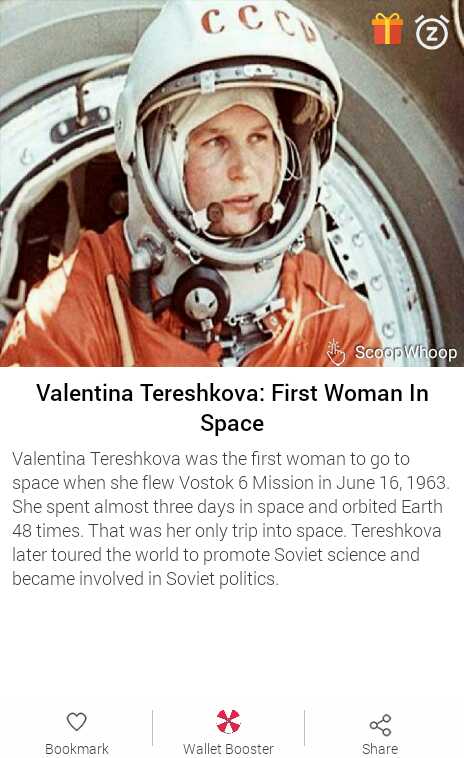 CCCP
Z
ScoopWhoop
Valentina Tereshkova: First Woman In
Space
Valentina Tereshkova was the first woman to go to
space when she flew Vostok 6 Mission in June 16, 1963.
She spent almost three days in space and orbited Earth
48 times. That was her only trip into space. Tereshkova
later toured the world to promote Soviet science and
became involved in Soviet politics.
Bookmark
Wallet Booster
Share